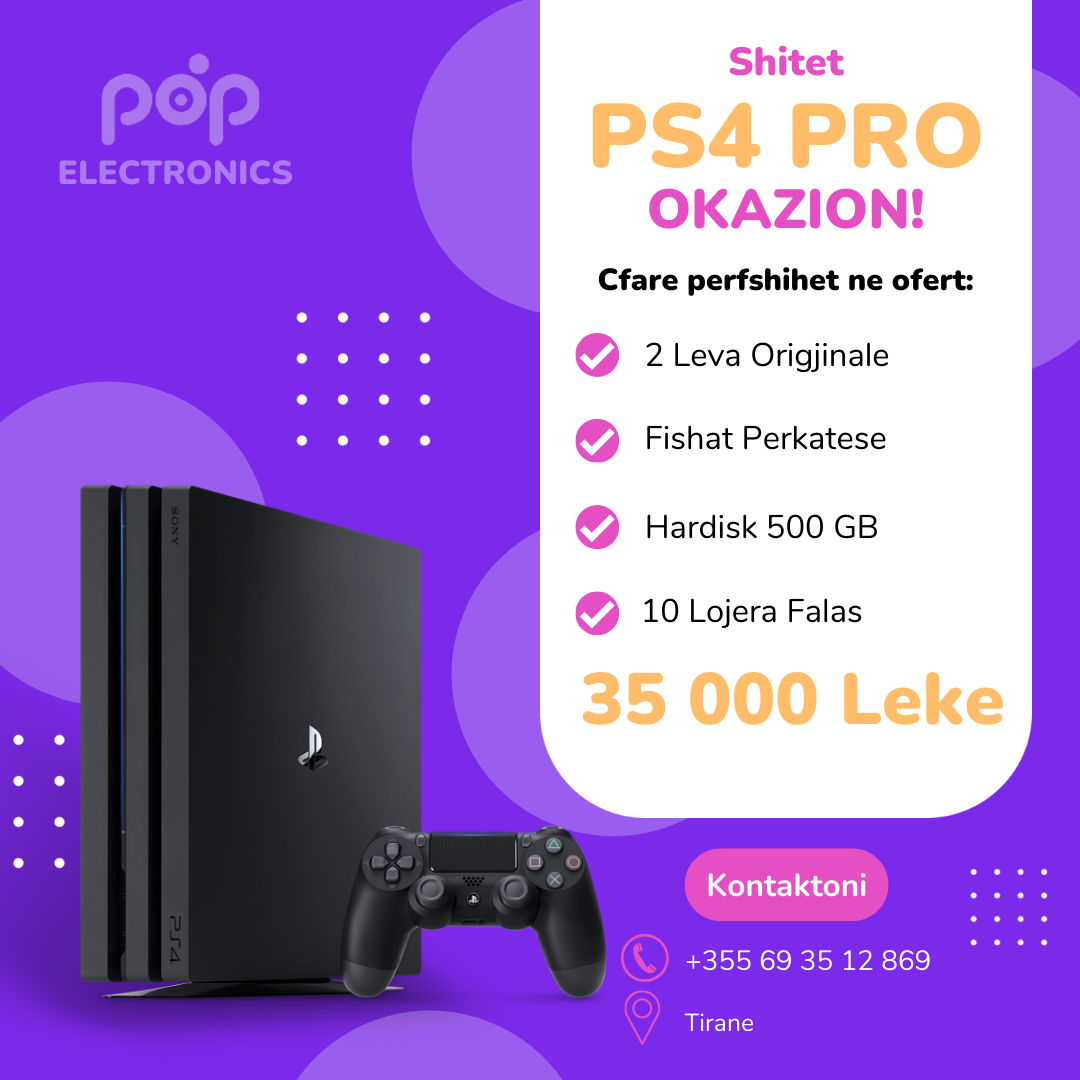 pop
ELECTRONICS
Shitet
PS4 PRO
OKAZION!
Cfare perfshihet ne ofert:
2 Leva Origjinale
Fishat Perkatese
Hardisk 500 GB
10 Lojera Falas
35 000 Leke
SONY
PS4
Kontaktoni
+355 69 35 12 869
Tirane